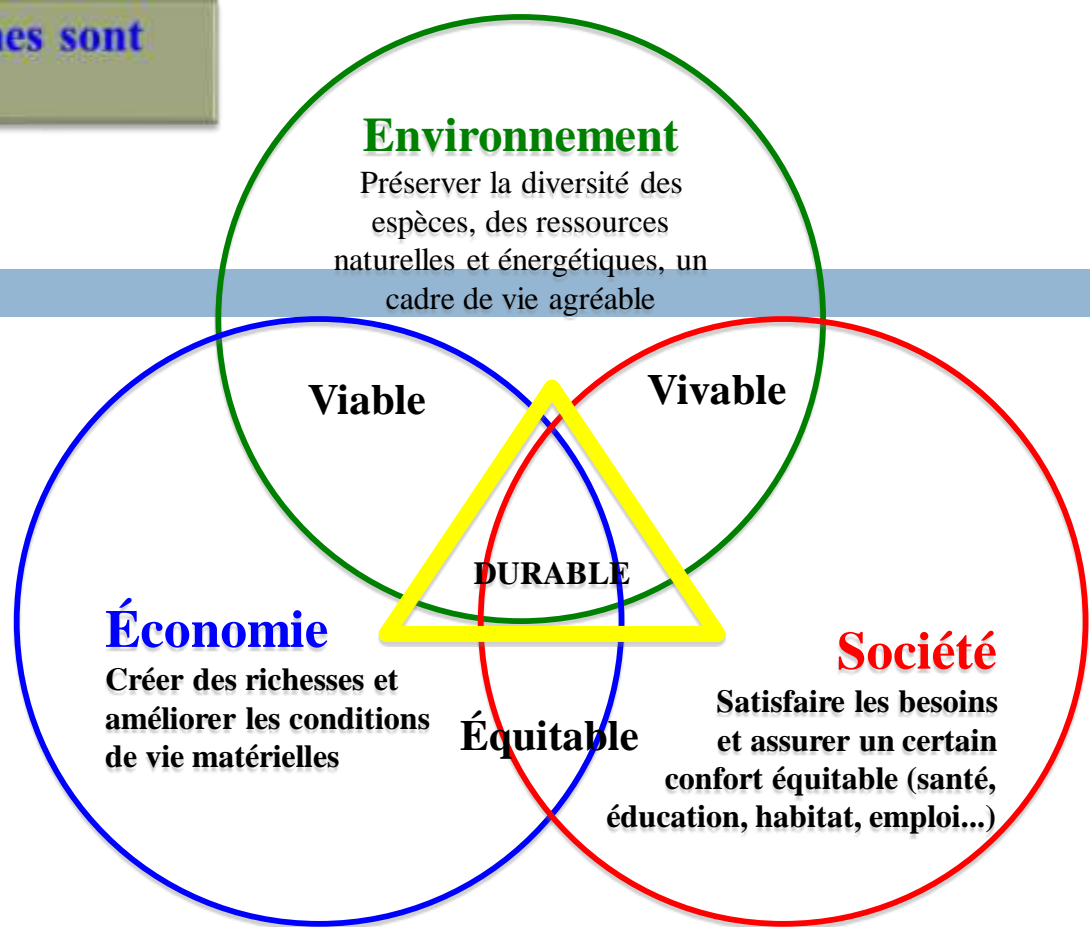 sont
Environnement
Préserver la diversité des
espèces, des ressources
naturelles et énergétiques, un
cadre de vie agréable
Viable
Vivable
DURABLE
Économie
Créer des richesses et
améliorer les conditions
de vie matérielles
Équitable
Société
Satisfaire les besoins
et assurer un certain
confort équitable (santé,
éducation, habitat, emploi...)